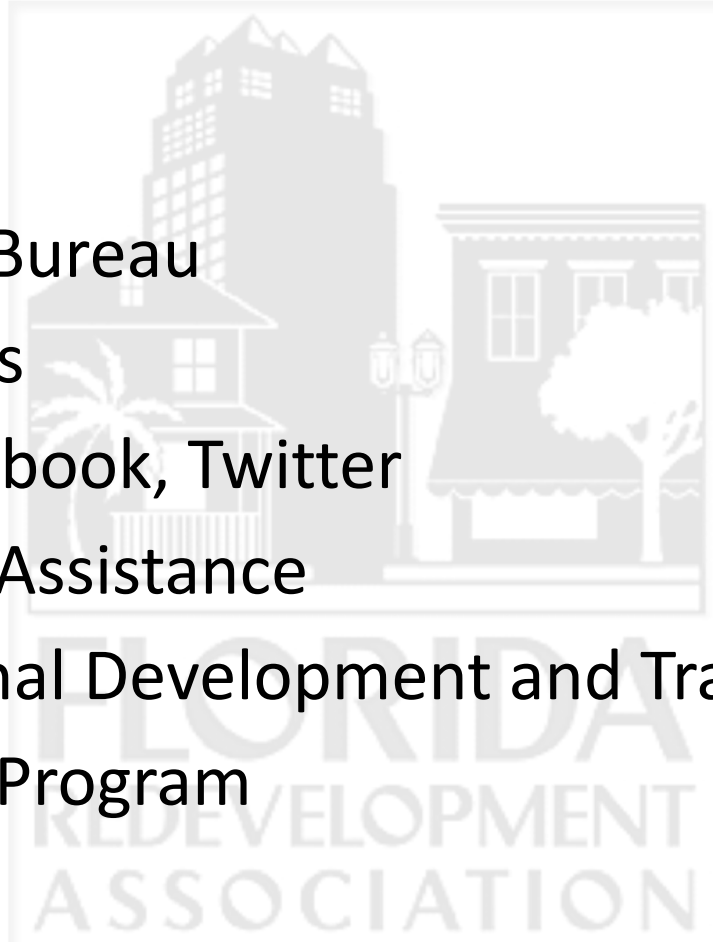 Bureau
s
book, Twitter
Assistance
nal Development and Tra
Program
FLORIDA
REDEVELOPMENT
ASSOCIATION